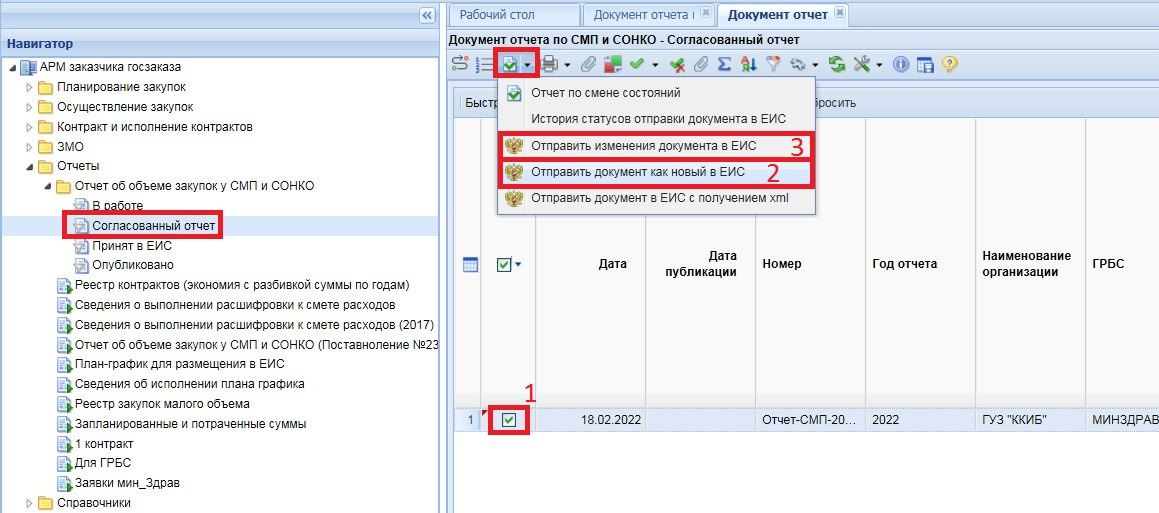 Навигатор
АРМ заказчика госзаказа
Планирование закупок
Осуществление закупок
Контракт и исполнение контрактов
ЗМО
Отчеты
Отчет об объеме закупок у СМП и СОНКО
В работе
Согласованный отчет
Принят в ЕИС
Опубликовано
Реестр контрактов (экономия с разбивкой суммы по годам)
Сведения о выполнении расшифровки к смете расходов
Сведения о выполнении расшифровки к смете расходов (2017)
Отчет об объеме закупок у СМП и СОНКО (Поставноление №23
План-график для размещения в ЕИС
Сведения об исполнении плана графика
Реестр закупок малого объема
Запланированные и потраченные суммы
1 контракт
Для ГРБС
Заявки мин_Здрав
Справочники
Рабочий стол
Документ отчета
Документ отчет
Документ отчета по СМП и СОНКО - Согласованный отчет
Быст
бросить
Отчет по смене состояний
История статусов отправки документа в ЕИС
Отправить изменения документа в ЕИС 3
Отправить документ как новый в ЕИС 2
Отправить документ в ЕИС с получением xml
Дата
Дата публикации
Номер
Год отчета
Наименование организации
ГРБС
1
1
18.02.2022
Отчет-СМП-20...
2022
ГУЗ "ККИБ"
МИНЗДРАВ